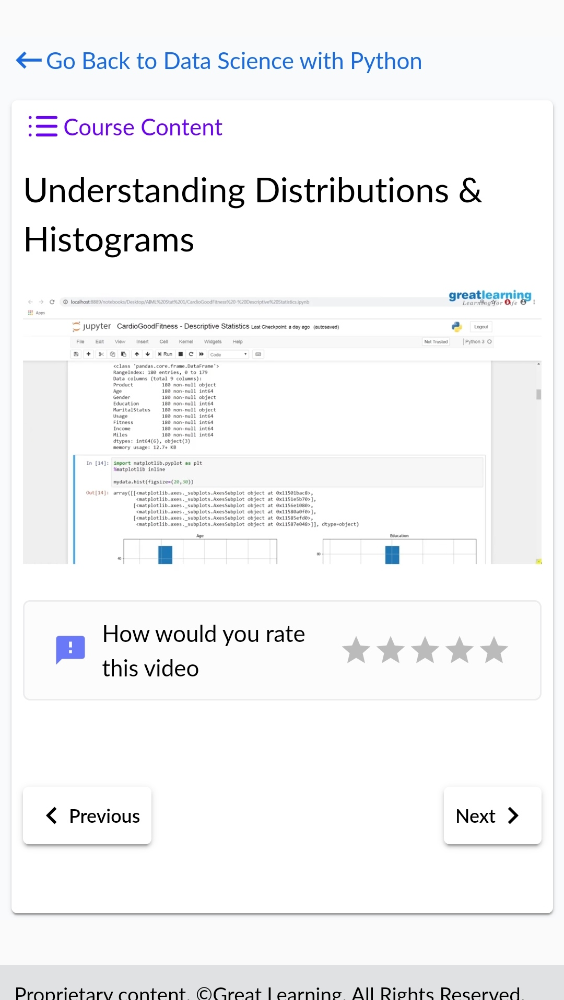 Go Back to Data Science with Python
Course Content
Understanding Distributions &
Histograms
greatlearning
Learning for Life
localhost:8889/notebooks/Desktop/AIML%20Stat%201/CardioGoodFitness%20-%20Descriptive%20Statistics.ipynb
Apps
jupyter CardioGoodFitness - Descriptive Statistics Last Checkpoint: a day ago (autosaved)
Logout
File Edit View Insert Cell Kernel Widgets Help Not Trusted Python 3
Run Code
<class 'pandas.core.frame.DataFrame'>
RangeIndex: 180 entries, 0 to 179
Data columns (total 9 columns):
Product 180 non-null object
Age 180 non-null int64
Gender 180 non-null object
Education 180 non-null int64
MaritalStatus 180 non-null object
Usage 180 non-null int64
Fitness 180 non-null int64
Income 180 non-null int64
Miles 180 non-null int64
dtypes: int64(6), object(3)
memory usage: 12.7+ KB
In [14]: import matplotlib.pyplot as plt
%matplotlib inline
mydata.hist(figsize=(20,30))
Out[14]: array([[<matplotlib.axes._subplots.AxesSubplot object at 0x11501bac8>,
<matplotlib.axes._subplots.AxesSubplot object at 0x1151e5b70>],
[<matplotlib.axes._subplots.AxesSubplot object at 0x1156e1080>,
<matplotlib.axes._subplots.AxesSubplot object at 0x11580a0f0>],
[<matplotlib.axes._subplots.AxesSubplot object at 0x11585efd0>,
<matplotlib.axes._subplots.AxesSubplot object at 0x11587e048>]], dtype=object)
Age Education
40 80
How would you rate
this video
Previous Next
Proprietary content. ©Great Learning. All Rights Reserved.